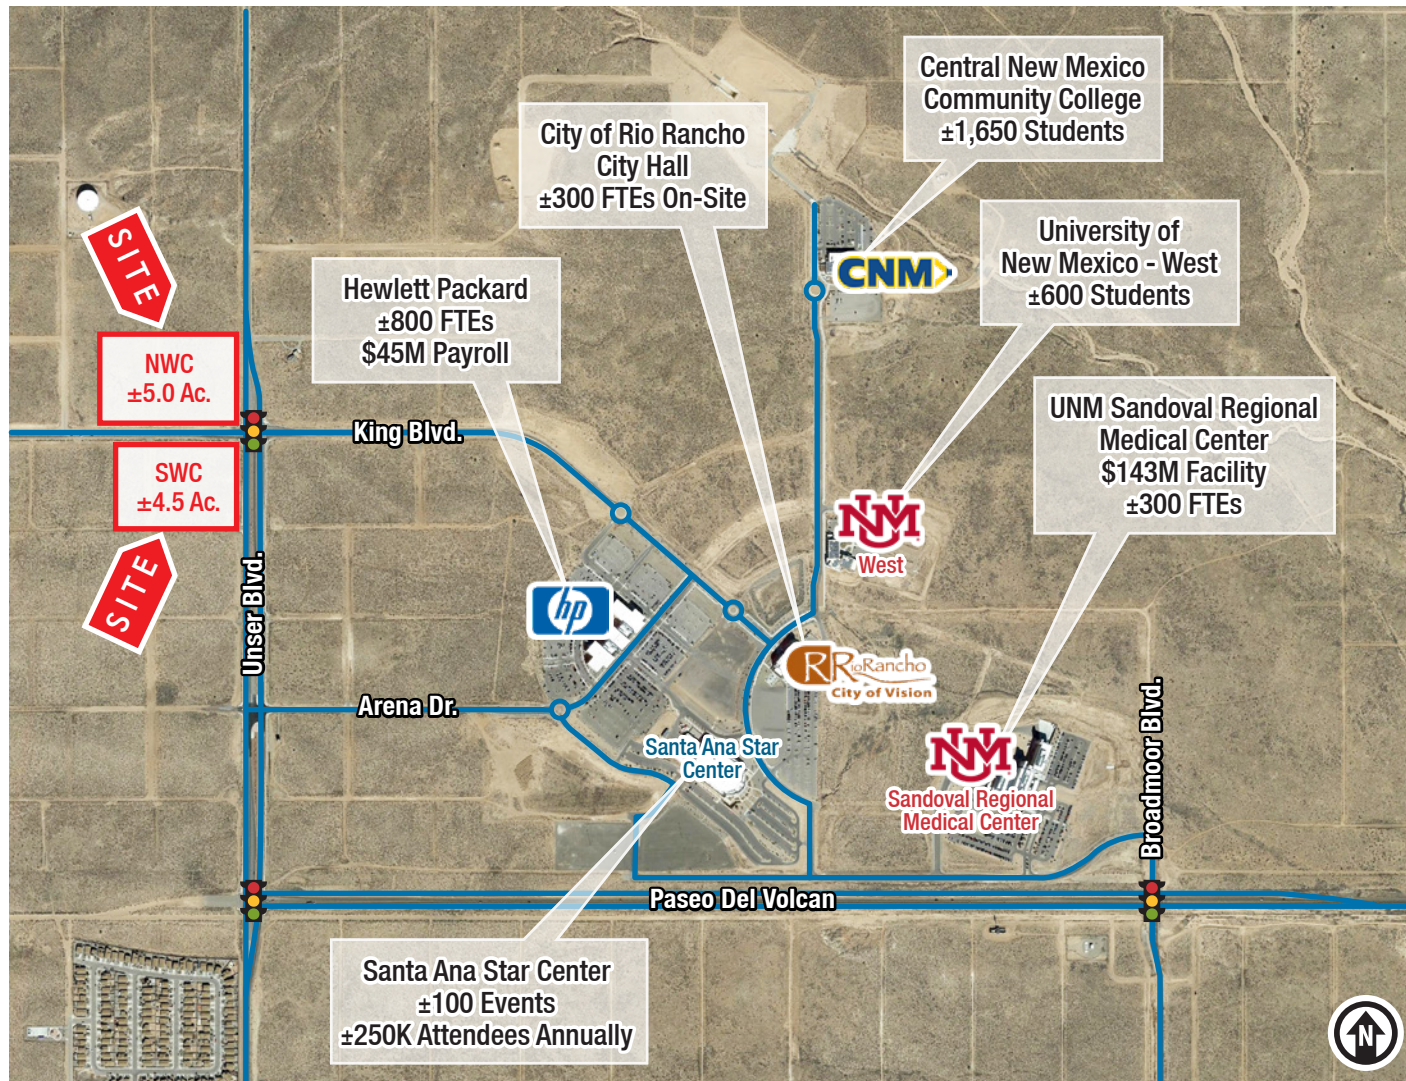 Central New Mexico
Community College
±1,650 Students
City of Rio Rancho
City Hall
±300 FTEs On-Site
University of
New Mexico - West
±600 Students
CNM
SITE
Hewlett Packard
±800 FTEs
$45M Payroll
NWC
±5.0 Ac.
King Blvd.
UNM Sandoval Regional
Medical Center
$143M Facility
±300 FTEs
SWC
±4.5 Ac.
UNM
West
SITE
Unser Blvd.
hp
R RioRancho
City of Vision
Arena Dr.
Santa Ana Star
Center
UNM
Sandoval Regional
Medical Center
Broadmoor Blvd.
Paseo Del Volcan
Santa Ana Star Center
±100 Events
±250K Attendees Annually
N